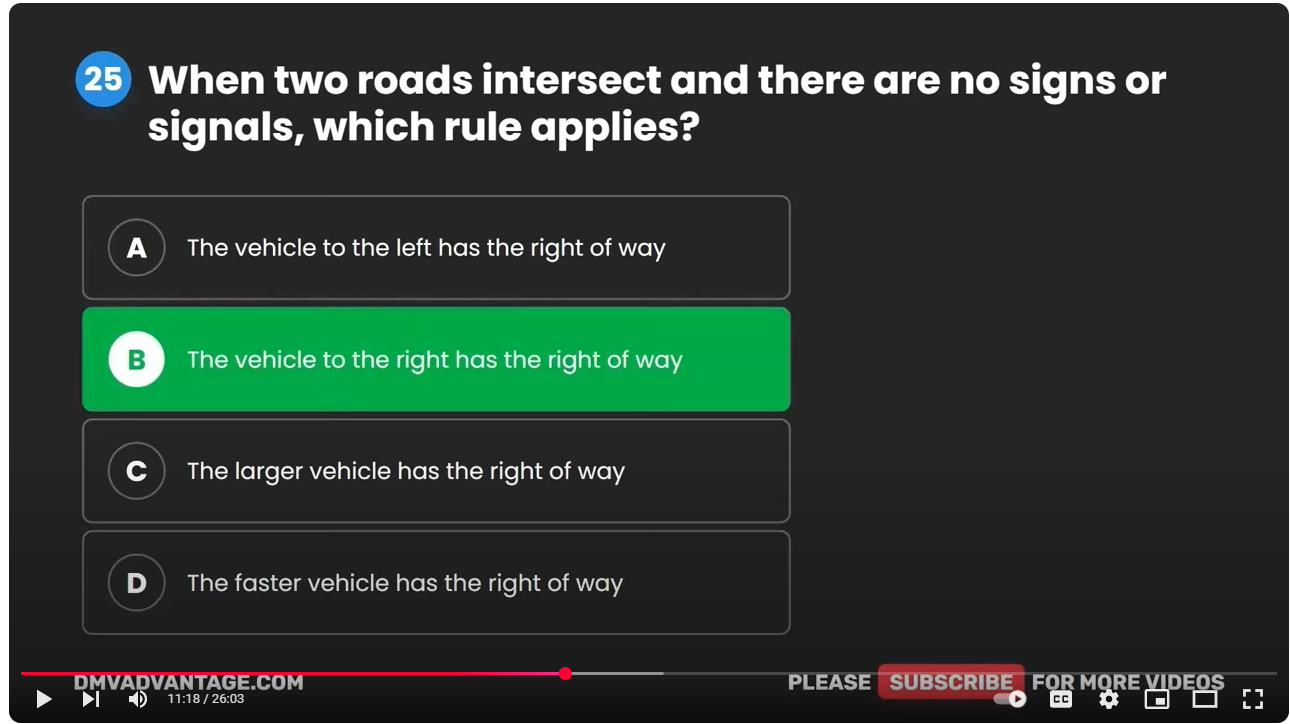 25 When two roads intersect and there are no signs or
signals, which rule applies?
A The vehicle to the left has the right of way
B The vehicle to the right has the right of way
C The larger vehicle has the right of way
D The faster vehicle has the right of way
DMVADVANTAGE.COM PLEASE SUBSCRIBE FOR MORE VIDEOS
11:18 / 26:03 CC